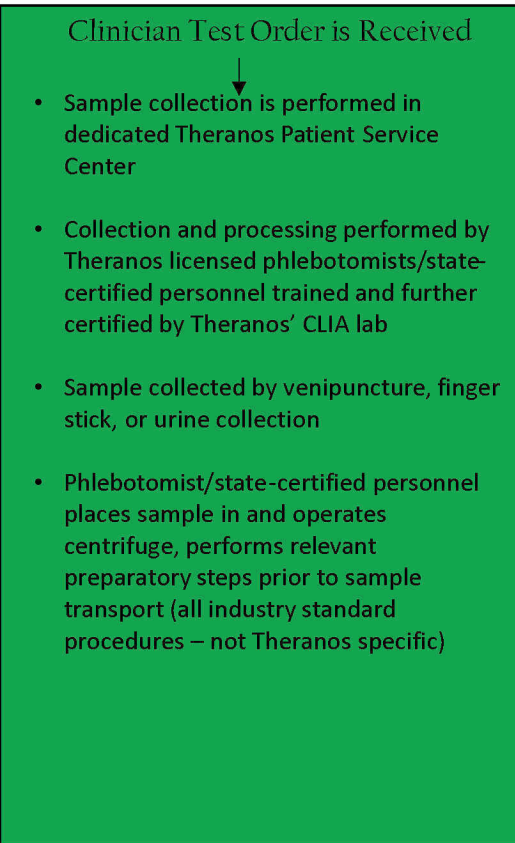 Clinician Test Order is Received
• Sample collection is performed in
dedicated Theranos Patient Service
Center
• Collection and processing performed by
Theranos licensed phlebotomists/state-
certified personnel trained and further
certified by Theranos’ CLIA lab
• Sample collected by venipuncture, finger
stick, or urine collection
• Phlebotomist/state-certified personnel
places sample in and operates
centrifuge, performs relevant
preparatory steps prior to sample
transport (all industry standard
procedures – not Theranos specific)